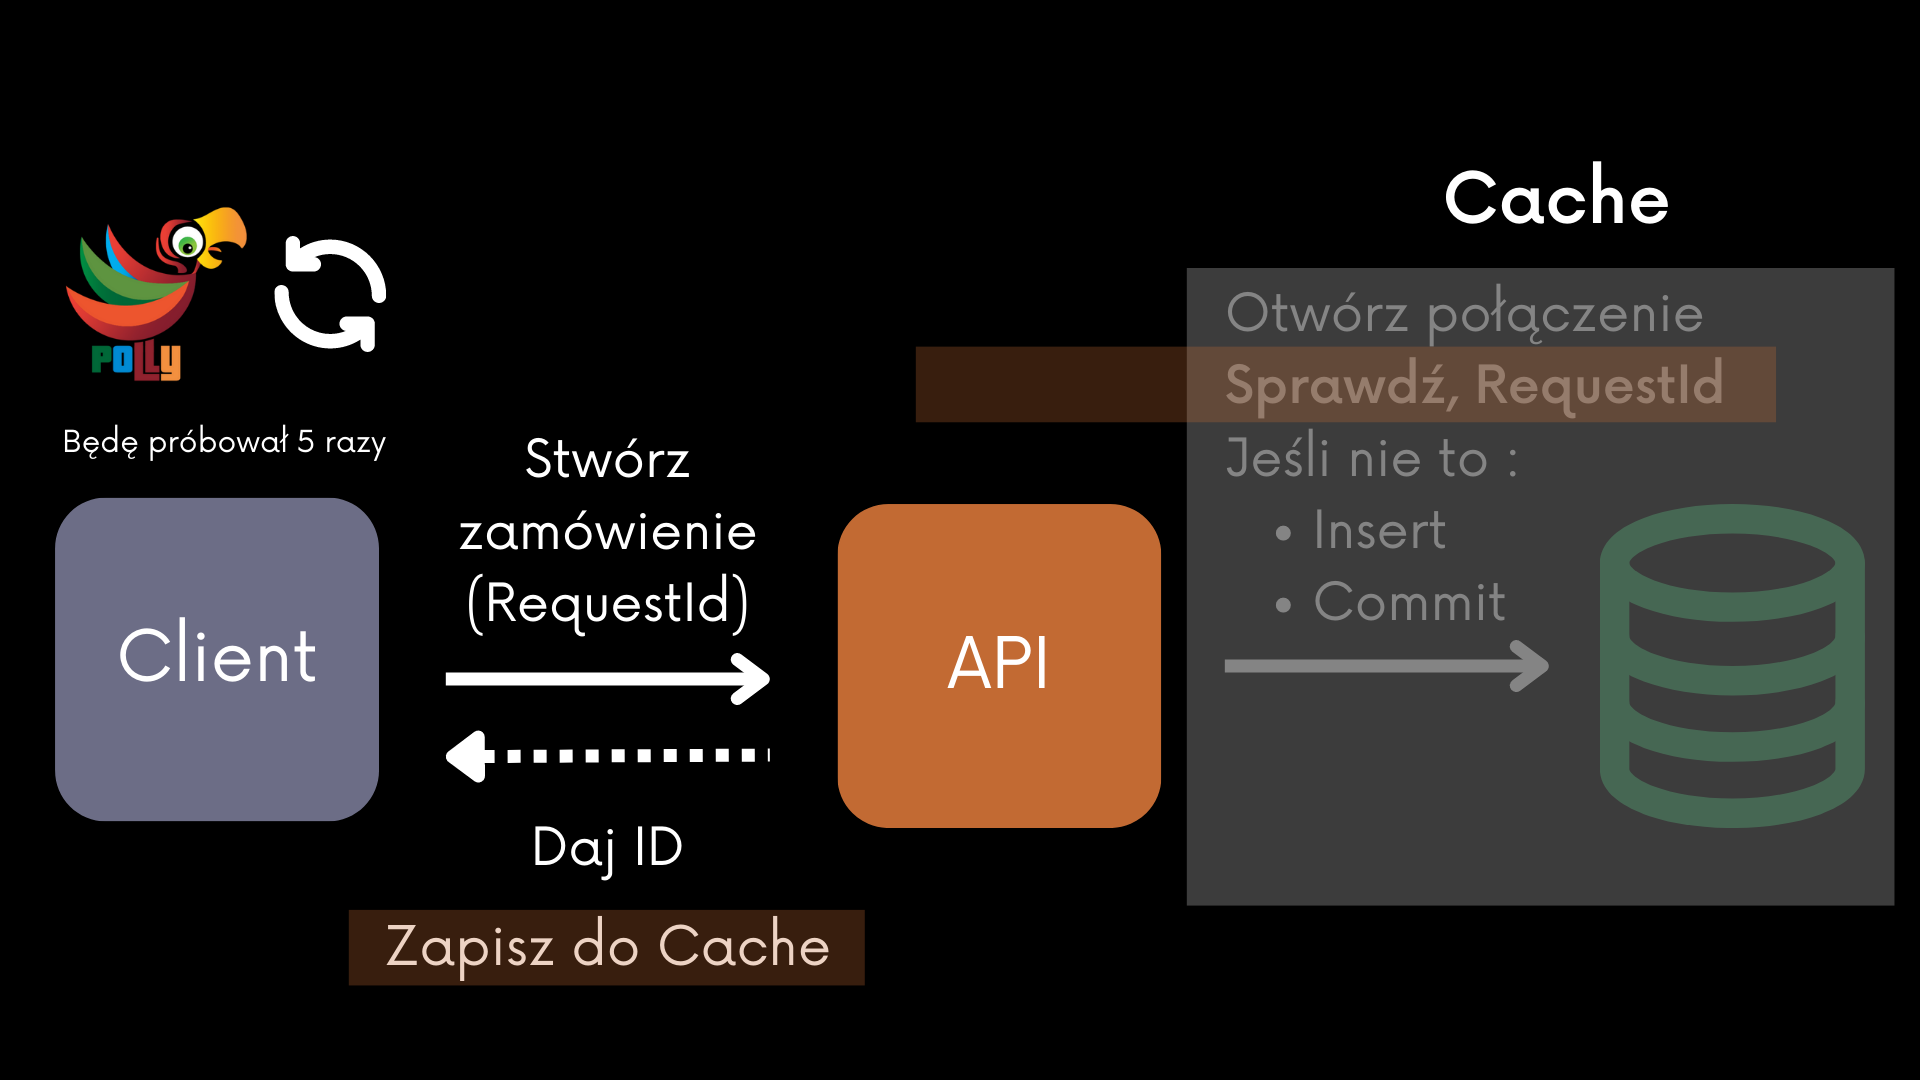 Cache
POLLY
Będę próbował 5 razy
Otwórz połączenie
Sprawdź, RequestId
Jeśli nie to :
• Insert
• Commit
Stwórz
zamówienie
(RequestId)
Client
API
Daj ID
Zapisz do Cache